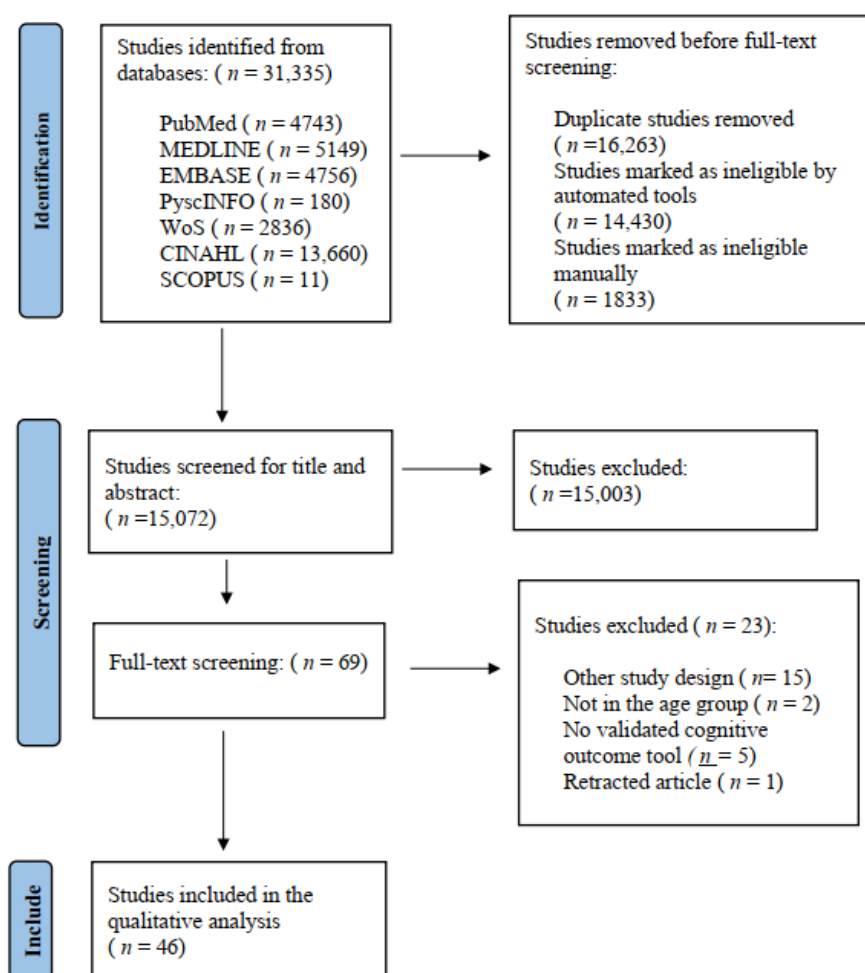 Identification
Studies identified from
databases: ( n = 31,335)
PubMed ( n = 4743)
MEDLINE ( n = 5149)
EMBASE ( n = 4756)
PyscINFO ( n = 180)
WoS ( n = 2836)
CINAHL ( n = 13,660)
SCOPUS ( n = 11)
Studies removed before full-text
screening:
Duplicate studies removed
( n =16,263)
Studies marked as ineligible by
automated tools
( n = 14,430)
Studies marked as ineligible
manually
( n = 1833)
Screening
Studies screened for title and
abstract:
( n =15,072)
Studies excluded:
( n =15,003)
Full-text screening: ( n = 69)
Studies excluded ( n = 23):
Other study design ( n= 15)
Not in the age group ( n = 2)
No validated cognitive
outcome tool ( n = 5)
Retracted article ( n = 1)
Include
Studies included in the
qualitative analysis
( n = 46)